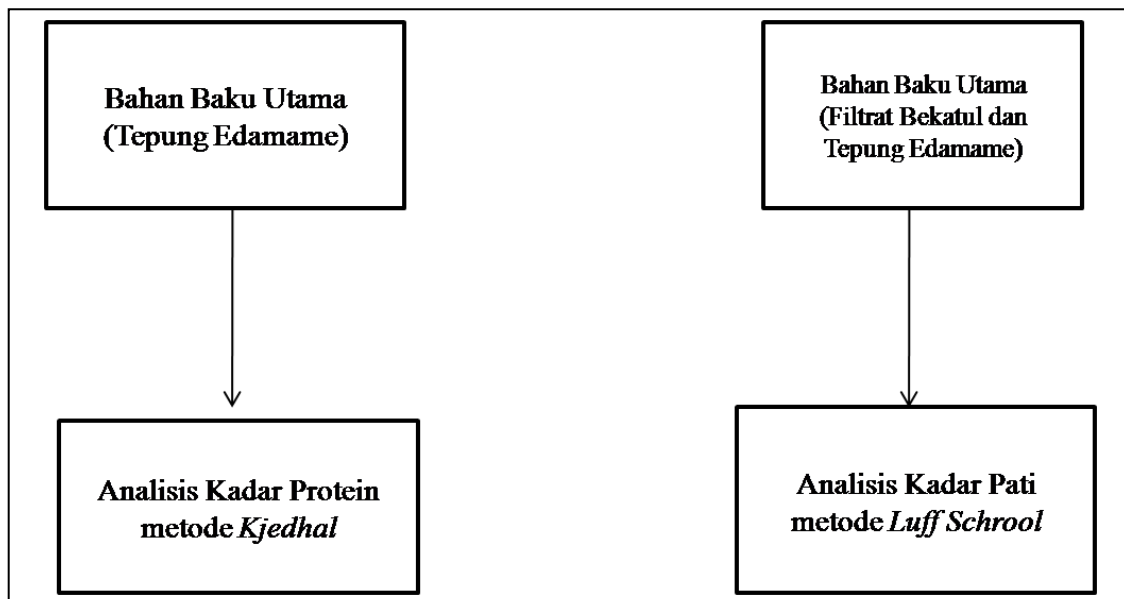 Bahan Baku Utama
(Tepung Edamame)
Bahan Baku Utama
(Filtrat Bekatul dan
Tepung Edamame)
Analisis Kadar Protein
metode Kjedhal
Analisis Kadar Pati
metode Luff Schrool